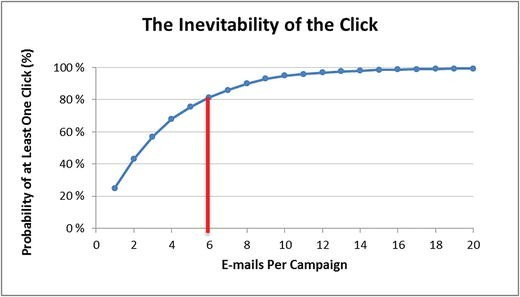 The Inevitability of the Click
Probability of at Least One Click (%)
100 %
80 %
60 %
40 %
20 %
0 %
0 2 4 6 8 10 12 14 16 18 20
E-mails Per Campaign